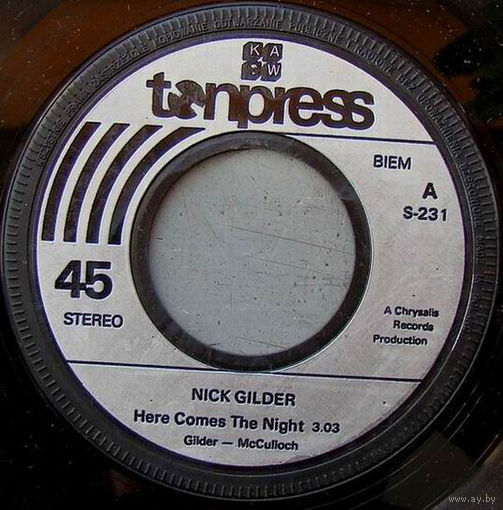 KA
W
tonpress
BIEM
A
S-231
45
STEREO
A Chrysalis
Records
Production
NICK GILDER
Here Comes The Night 3.03
Gilder — McCulloch
www.ay.by